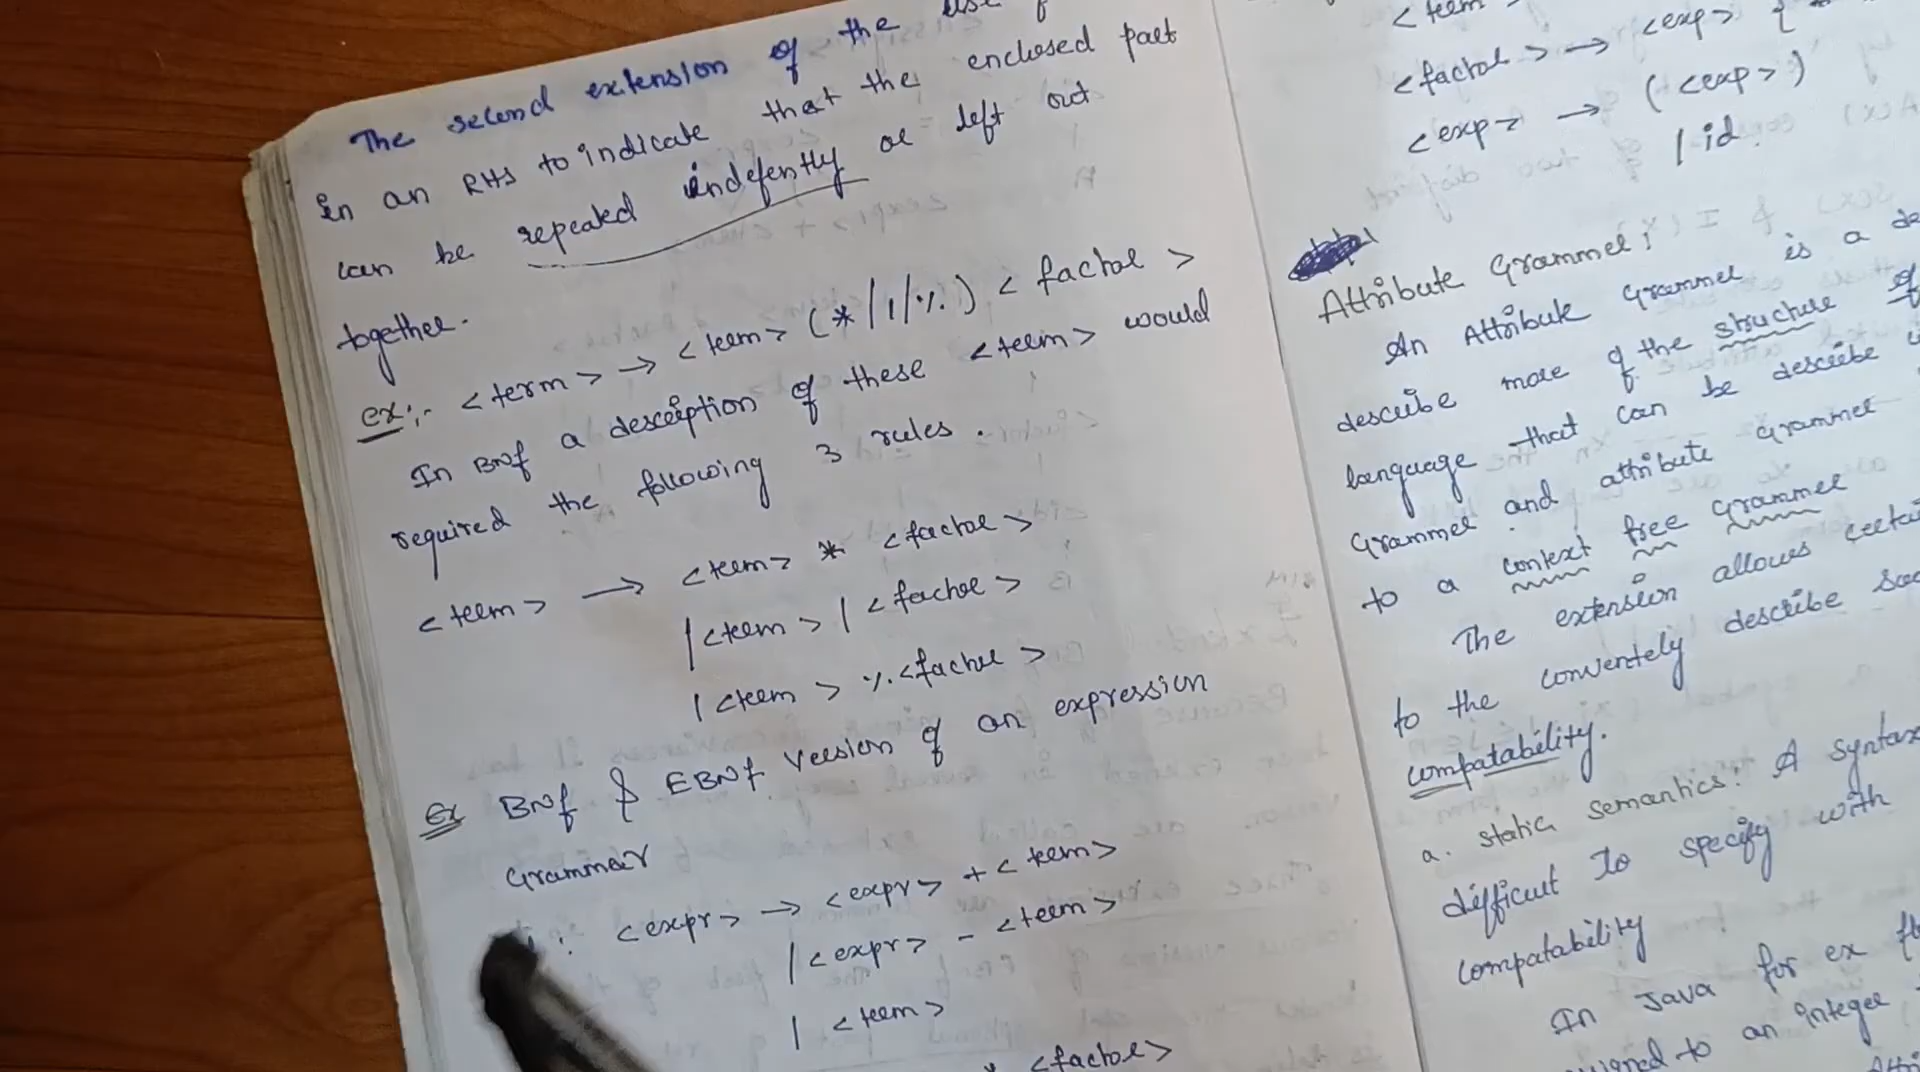 The second extension of the use
in an RHS to indicate that the enclosed part
can be repeated indefently or left out
together.
ex:- <term> → <term> (* | / | %) <factor>
In BNF a description of these <term> would
required the following 3 rules.
<term> → <term> * <factor>
| <term> / <factor>
| <term> % <factor>
Ex BNF & EBNF Version of an expression
Grammar
: <expr> → <expr> + <term>
| <expr> - <term>
| <term>
<factor>
<term
<factor> → <exp> {
<exp> → (<exp>)
| id.
Attribute Grammer:
An Attribute Grammer is a
describe more of the structure of
language that can be describe
Grammer and attribute Grammer
to a context free Grammer
The extension allows
to the conventely describe
compatability.
a. static semantics: A syntax
difficult To specify with
compatability
In Java for ex
to an integer